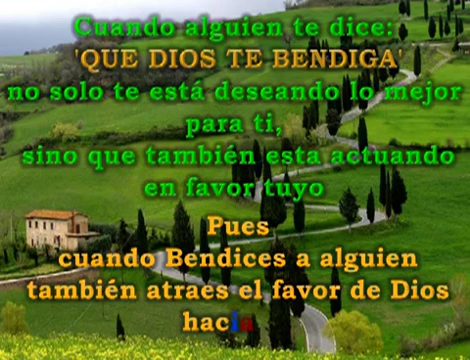 Cuando alguien te dice:
'QUE DIOS TE BENDIGA'
no solo te está deseando lo mejor
para ti,
sino que también esta actuando
en favor tuyo
Pues
cuando Bendices a alguien
también atraes el favor de Dios
hacia